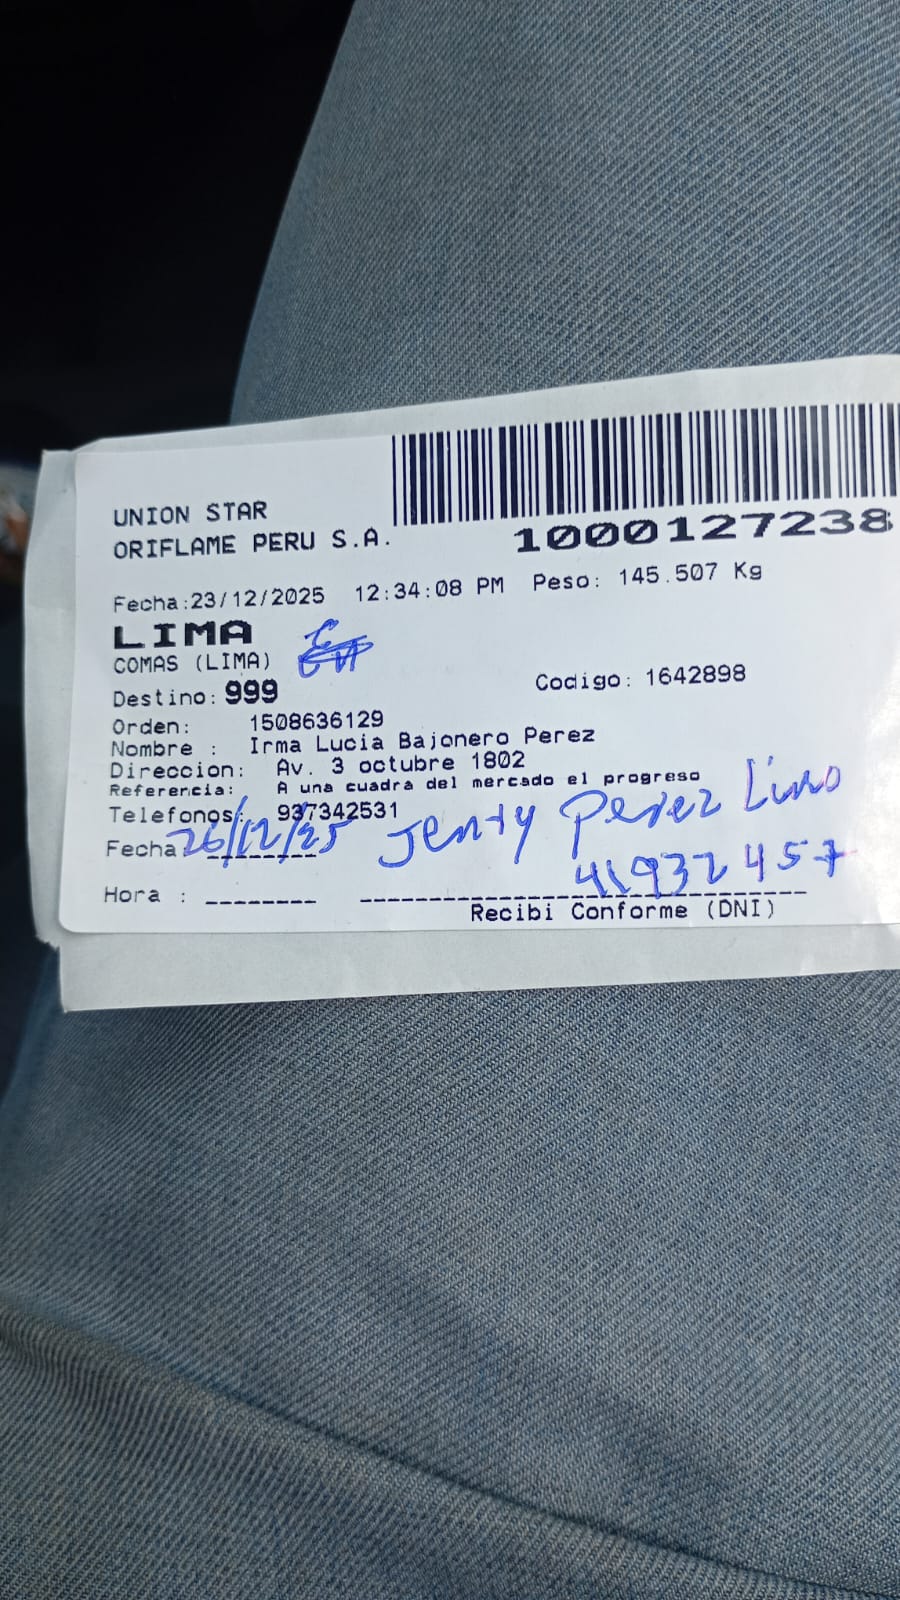 UNION STAR
ORIFLAME PERU S.A.
1000127238
Fecha:23/12/2025 12:34:08 PM Peso: 145.507 Kg
LIMA
COMAS (LIMA)
Destino: 999 Codigo: 1642898
Orden: 1508636129
Nombre : Irma Lucia Bajonero Perez
Direccion: Av. 3 octubre 1802
Referencia: A una cuadra del mercado el progreso
Telefonos/: 937342531
Fecha 26/12/25 Jenty Perez Lino
41932457
Hora :
Recibi Conforme (DNI)